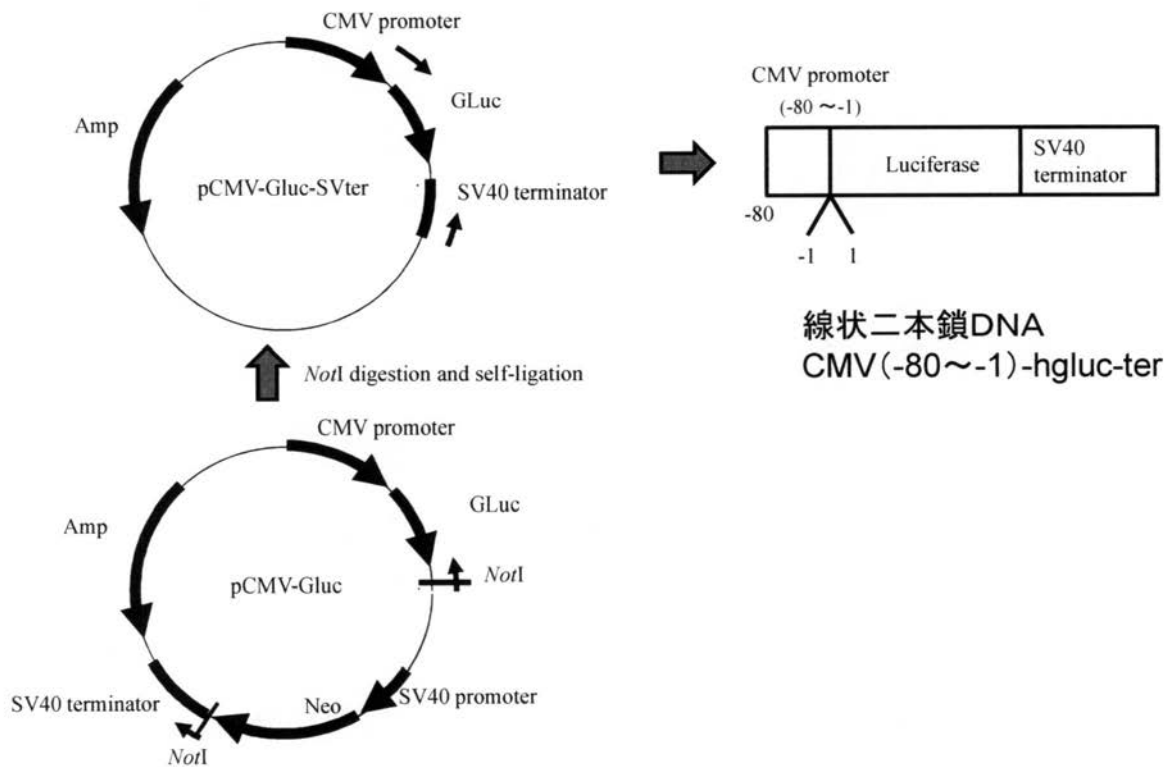 CMV promoter
GLuc
Amp
pCMV-Gluc-SVter
SV40 terminator
NotI digestion and self-ligation
CMV promoter
GLuc
Amp
pCMV-Gluc
NotI
SV40 terminator
Neo
SV40 promoter
NotI
CMV promoter
(-80 ～-1)
Luciferase
SV40
terminator
-80
-1
1
線状二本鎖DNA
CMV（-80～-1）-hgluc-ter